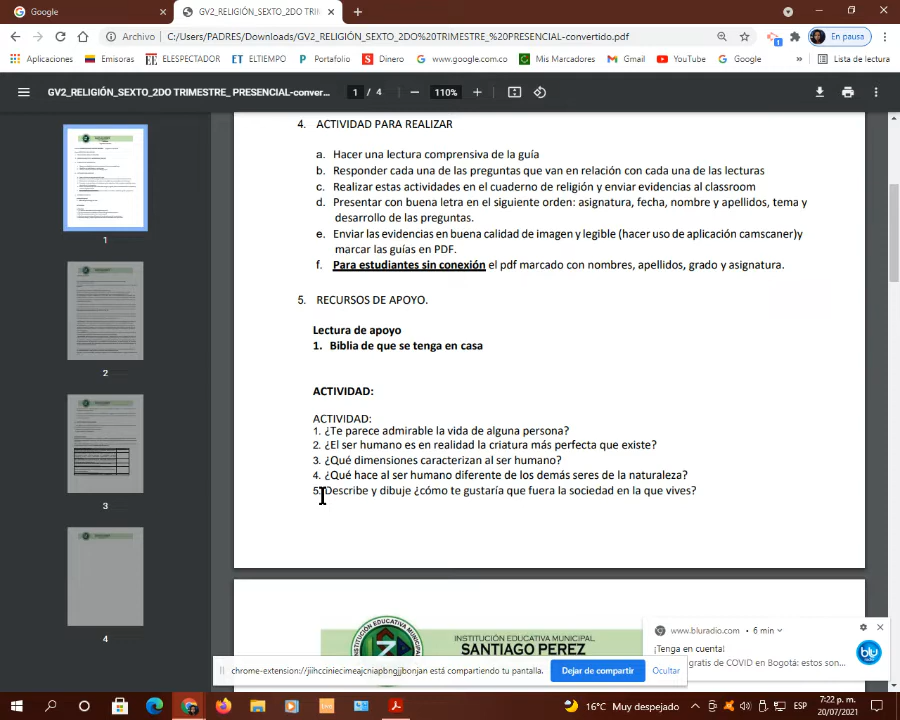 Google
GV2_RELIGIÓN_SEXTO_2DO TRIM
Archivo C:/Users/PADRES/Downloads/GV2_RELIGIÓN_SEXTO_2DO%20TRIMESTRE_%20PRESENCIAL-convertido.pdf
En pausa
Aplicaciones Emisoras EE ELESPECTADOR ET ELTIEMPO Portafolio S Dinero www.google.com.co Mis Marcadores Gmail YouTube Google » Lista de lectura
GV2_RELIGIÓN_SEXTO_2DO TRIMESTRE_ PRESENCIAL-conver... 1 / 4 110%
4. ACTIVIDAD PARA REALIZAR
a. Hacer una lectura comprensiva de la guía
b. Responder cada una de las preguntas que van en relación con cada una de las lecturas
c. Realizar estas actividades en el cuaderno de religión y enviar evidencias al classroom
d. Presentar con buena letra en el siguiente orden: asignatura, fecha, nombre y apellidos, tema y
desarrollo de las preguntas.
e. Enviar las evidencias en buena calidad de imagen y legible (hacer uso de aplicación camscaner)y
marcar las guías en PDF.
f. Para estudiantes sin conexión el pdf marcado con nombres, apellidos, grado y asignatura.
5. RECURSOS DE APOYO.
Lectura de apoyo
1. Biblia de que se tenga en casa
ACTIVIDAD:
ACTIVIDAD:
1. ¿Te parece admirable la vida de alguna persona?
2. ¿El ser humano es en realidad la criatura más perfecta que existe?
3. ¿Qué dimensiones caracterizan al ser humano?
4. ¿Qué hace al ser humano diferente de los demás seres de la naturaleza?
5. Describe y dibuje ¿cómo te gustaría que fuera la sociedad en la que vives?
1
2
3
4
INSTITUCIÓN EDUCATIVA MUNICIPAL
SANTIAGO PEREZ
www.bluradio.com • 6 min
¡Tenga en cuenta!
gratis de COVID en Bogotá: estos son...
blu
chrome-extension://jiihcciniecimeajcniapbngjjbonjan está compartiendo tu pantalla. Dejar de compartir Ocultar
16°C Muy despejado ESP 7:22 p. m.
20/07/2021